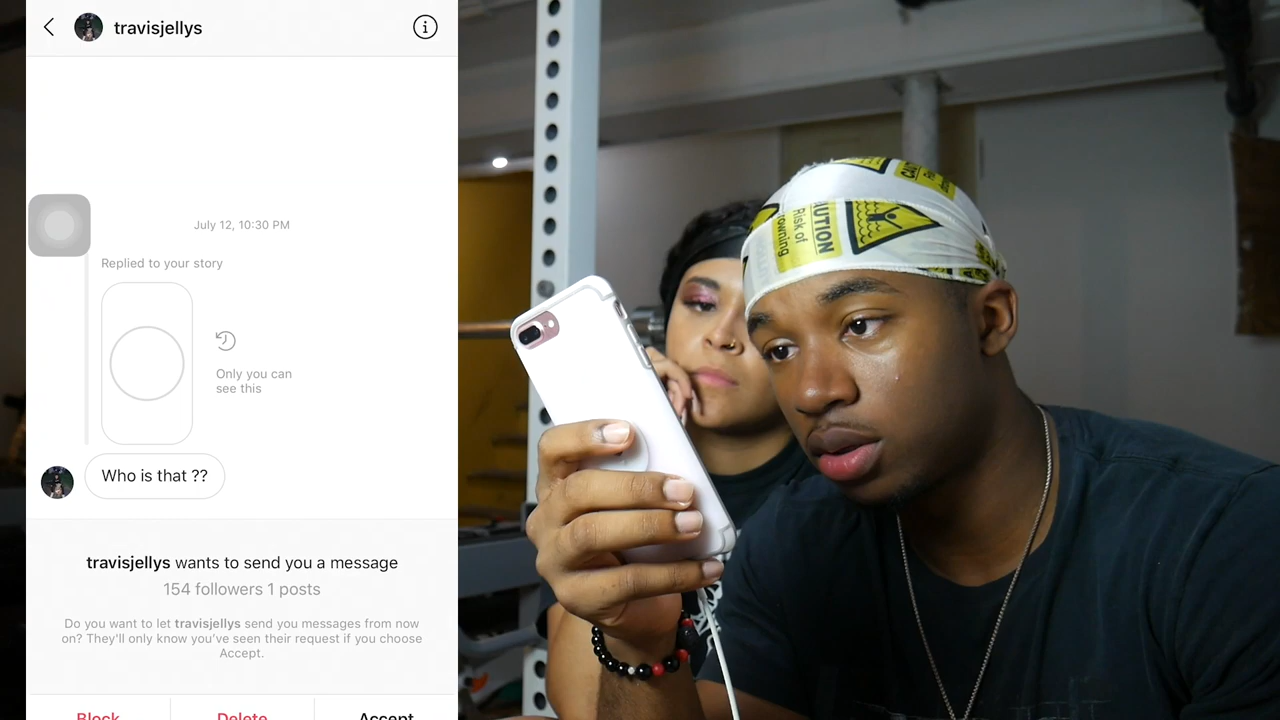 travisjellys
July 12, 10:30 PM
Replied to your story
Only you can
see this
Who is that ??
travisjellys wants to send you a message
154 followers 1 posts
Do you want to let travisjellys send you messages from now
on? They'll only know you've seen their request if you choose
Accept.
Block
Delete
Accept
CAUTION
Risk of